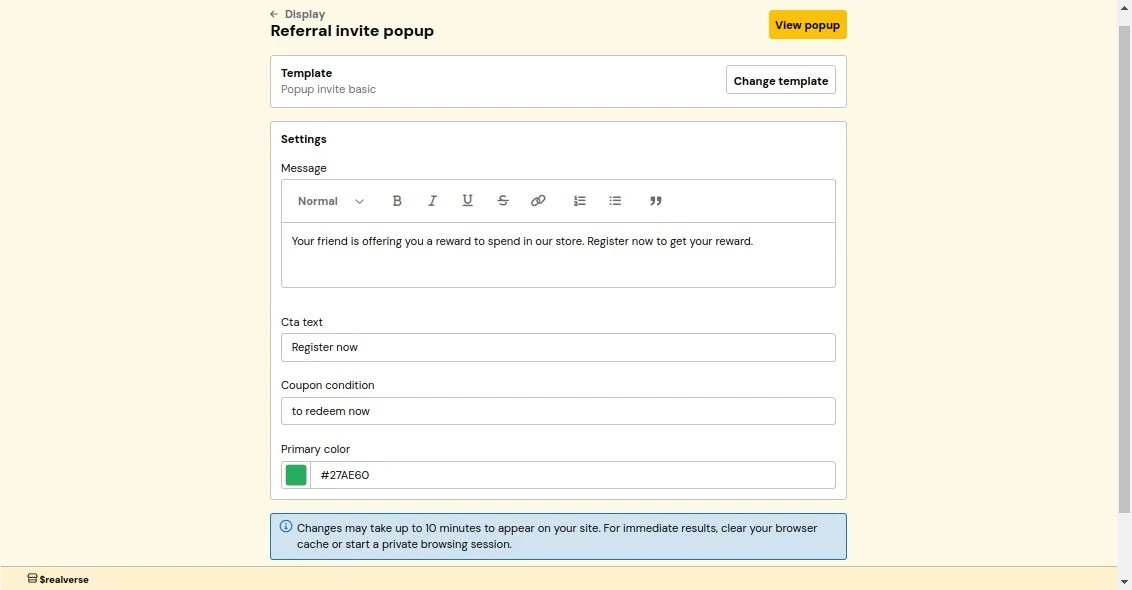 ← Display
Referral invite popup
View popup
Template
Popup invite basic
Change template
Settings
Message
Normal
Your friend is offering you a reward to spend in our store. Register now to get your reward.
Cta text
Register now
Coupon condition
to redeem now
Primary color
#27AE60
Changes may take up to 10 minutes to appear on your site. For immediate results, clear your browser
cache or start a private browsing session.
$realverse